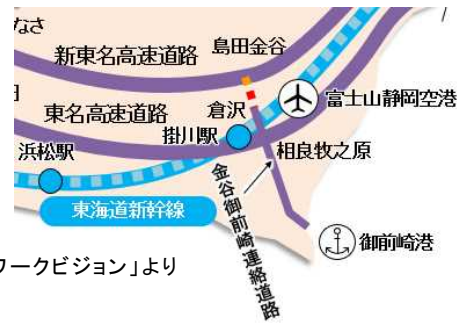 なさ
新東名高速道路
島田金谷
富士山静岡空港
東名高速道路
倉沢
掛川駅
相良牧之原
浜松駅
東海道新幹線
金谷御前崎連絡道路
御前崎港
ワークビジョン」より